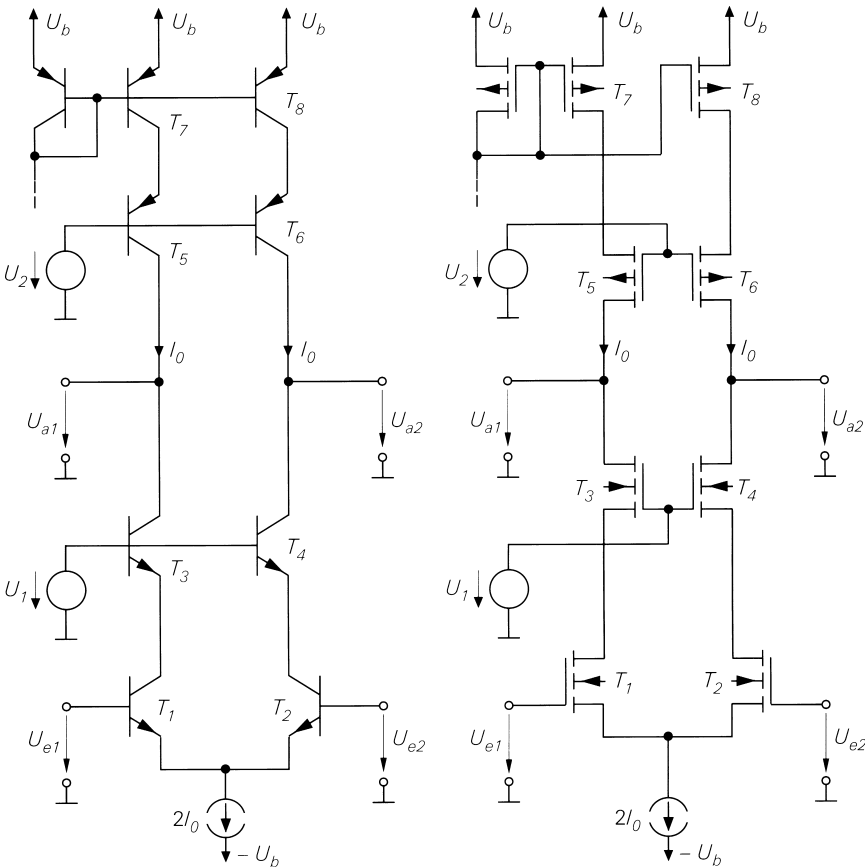 U_b U_b U_b U_b U_b U_b
T_7 T_8 T_7 T_8
U_2 T_5 T_6 U_2 T_5 T_6
I_0 I_0 I_0 I_0
U_a1 U_a2 U_a1 U_a2
T_3 T_4 T_3 T_4
U_1 U_1
T_1 T_2 T_1 T_2
U_e1 U_e2 U_e1 U_e2
2I_0 2I_0
– U_b – U_b